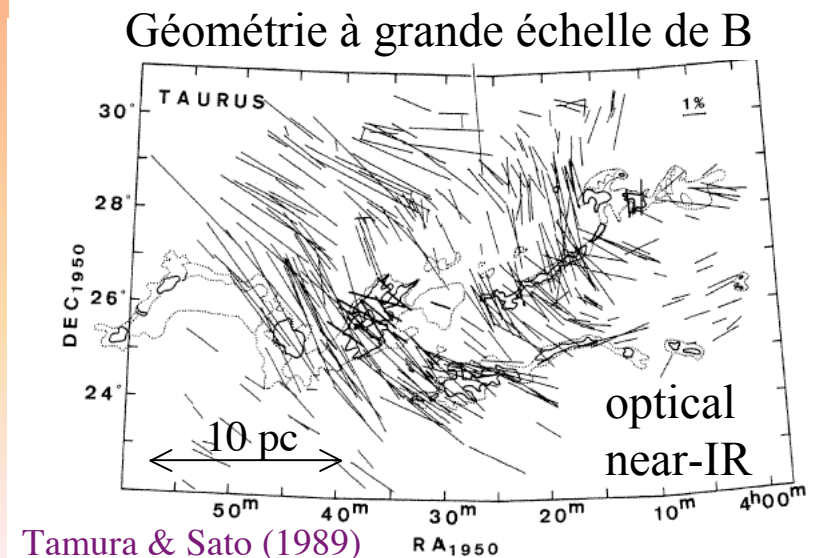 Géométrie à grande échelle de B
TAURUS
1%
30°
28°
26°
24°
DEC1950
10 pc
optical
near-IR
50m 40m 30m 20m 10m 4h00m
RA1950
Tamura & Sato (1989)